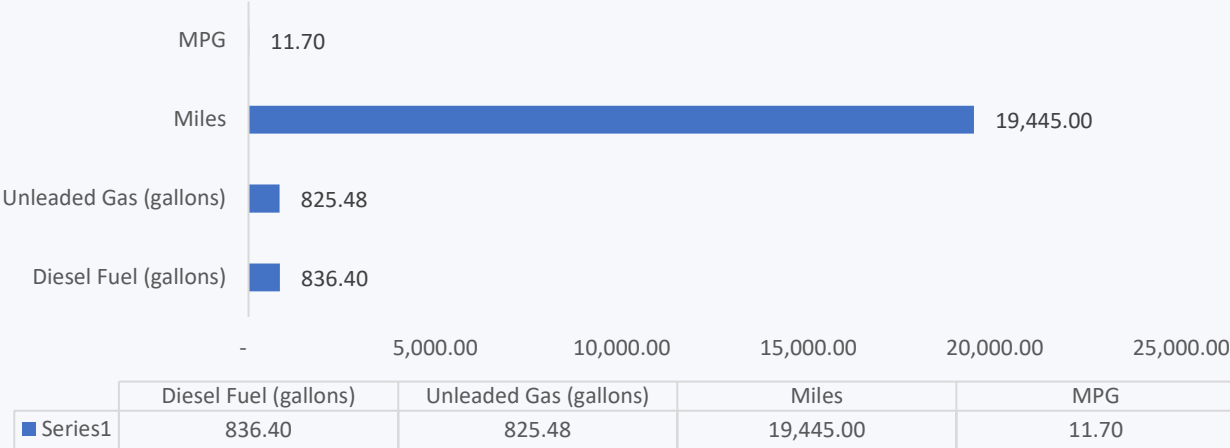 MPG 11.70
Miles 19,445.00
Unleaded Gas (gallons) 825.48
Diesel Fuel (gallons) 836.40
- 5,000.00 10,000.00 15,000.00 20,000.00 25,000.00
Diesel Fuel (gallons) Unleaded Gas (gallons) Miles MPG
Series1 836.40 825.48 19,445.00 11.70